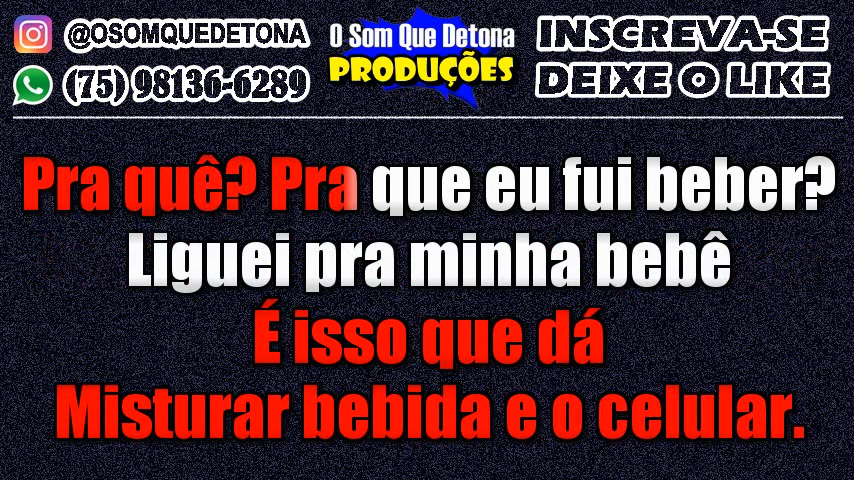 @OSOMQUEDETONA
(75) 98136-6289
O Som Que Detona
PRODUÇÕES
INSCREVA-SE
DEIXE O LIKE
Pra quê? Pra que eu fui beber?
Liguei pra minha bebê
É isso que dá
Misturar bebida e o celular.